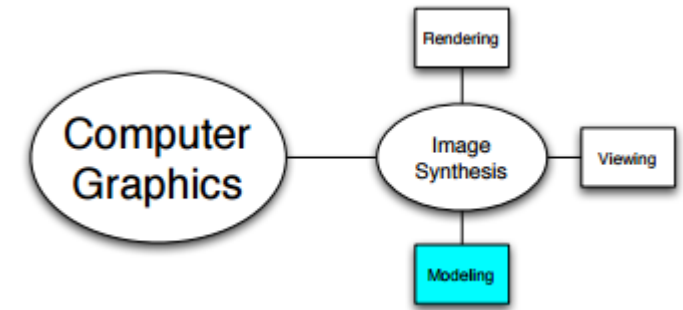 Rendering
Computer
Graphics
Image
Synthesis
Viewing
Modeling